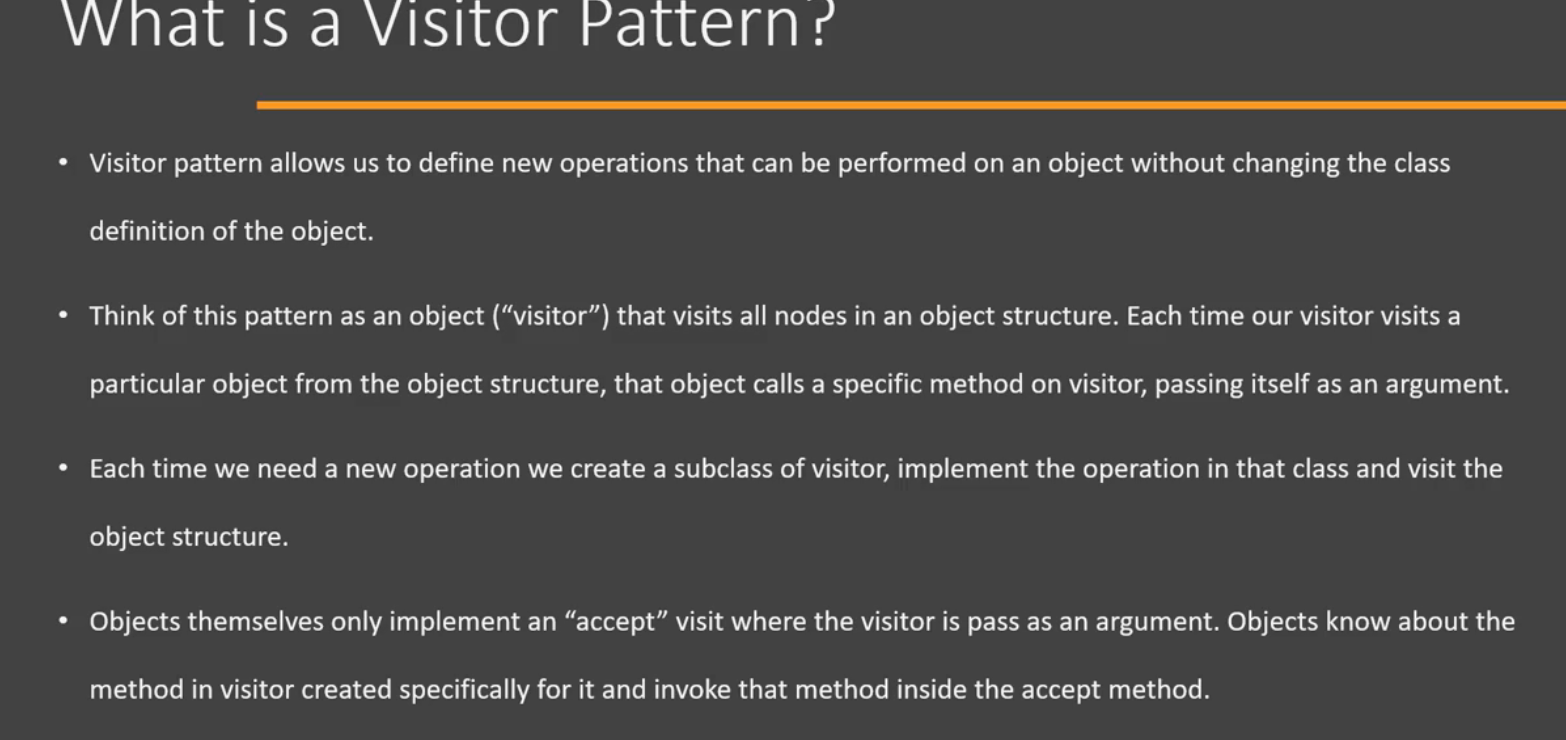 What is a Visitor Pattern?
• Visitor pattern allows us to define new operations that can be performed on an object without changing the class
definition of the object.
• Think of this pattern as an object (“visitor”) that visits all nodes in an object structure. Each time our visitor visits a
particular object from the object structure, that object calls a specific method on visitor, passing itself as an argument.
• Each time we need a new operation we create a subclass of visitor, implement the operation in that class and visit the
object structure.
• Objects themselves only implement an “accept” visit where the visitor is pass as an argument. Objects know about the
method in visitor created specifically for it and invoke that method inside the accept method.